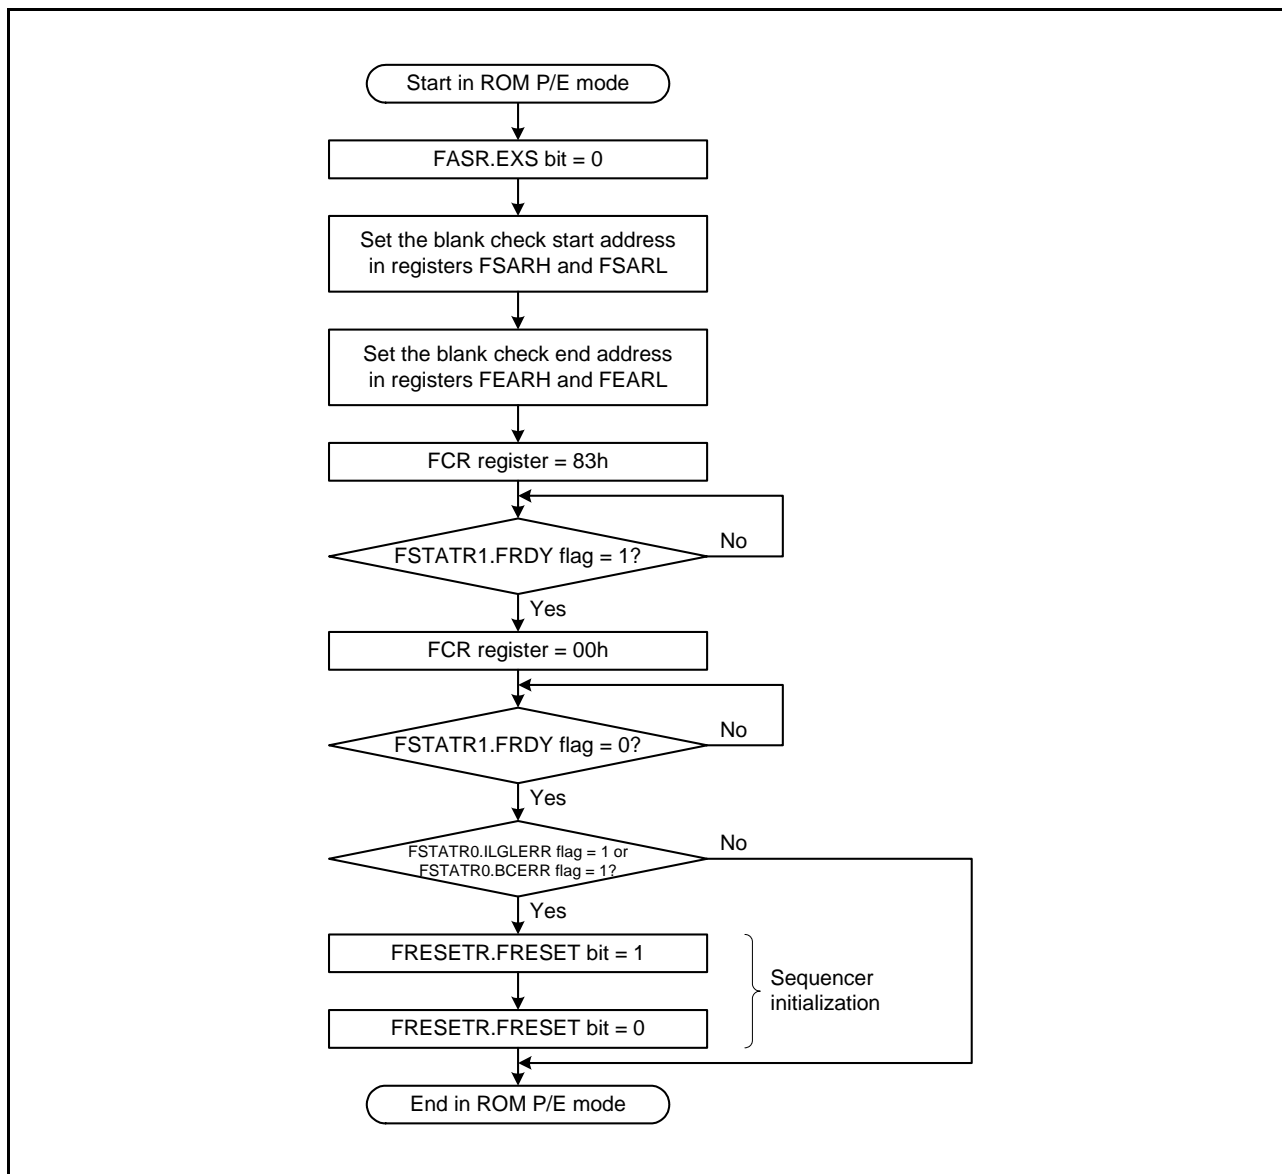 Start in ROM P/E mode
FASR.EXS bit = 0
Set the blank check start address
in registers FSARH and FSARL
Set the blank check end address
in registers FEARH and FEARL
FCR register = 83h
FSTATR1.FRDY flag = 1?
No
Yes
FCR register = 00h
FSTATR1.FRDY flag = 0?
No
Yes
FSTATR0.ILGLERR flag = 1 or
FSTATR0.BCERR flag = 1?
No
Yes
FRESETR.FRESET bit = 1
Sequencer
initialization
FRESETR.FRESET bit = 0
End in ROM P/E mode